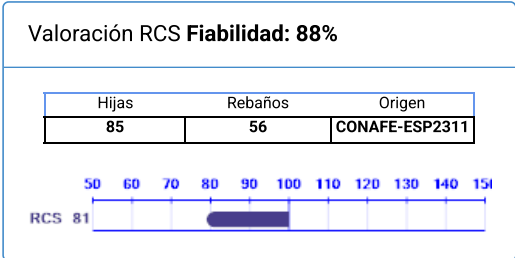 Valoración RCS Fiabilidad: 88%
Hijas Rebaños Origen
85 56 CONAFE-ESP2311
50 60 70 80 90 100 110 120 130 140
RCS 81